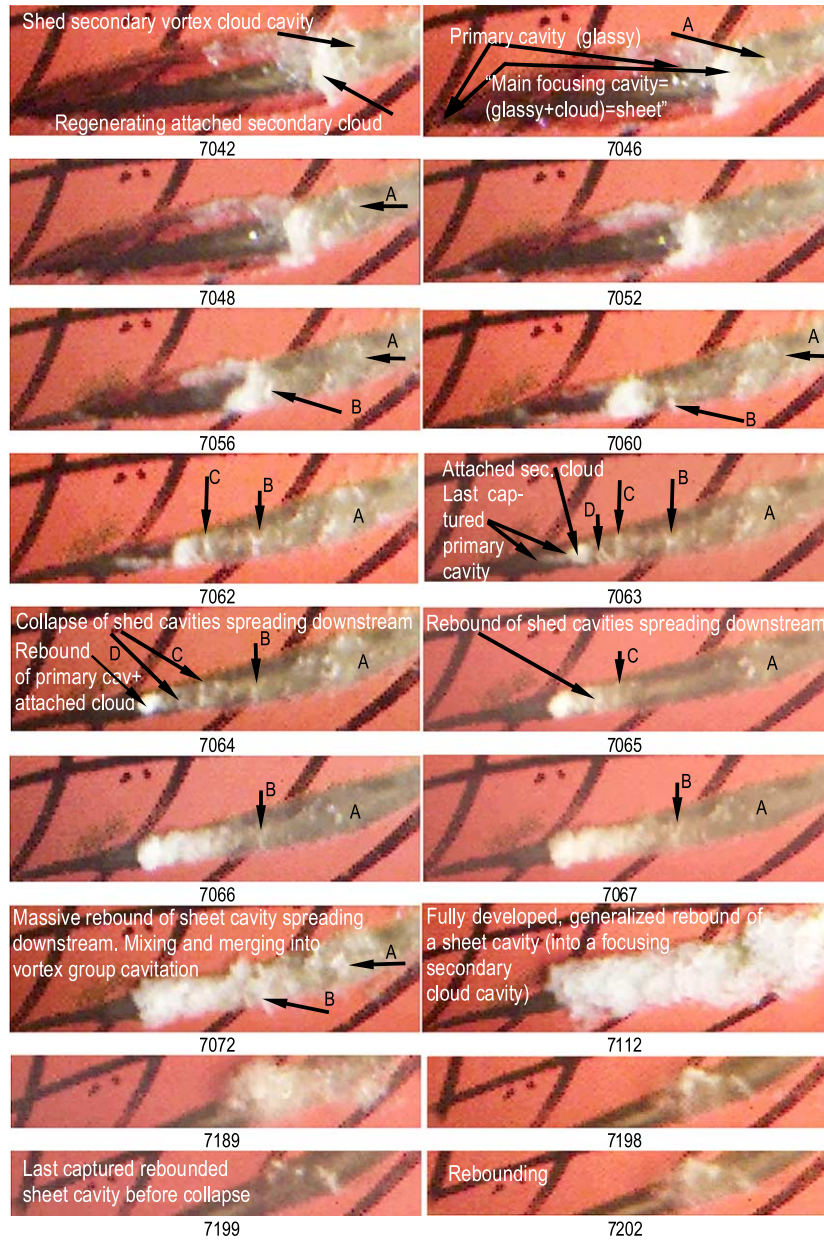 Shed secondary vortex cloud cavity
Regenerating attached secondary cloud
7042
A
Primary cavity (glassy)
“Main focusing cavity=
(glassy+cloud)=sheet”
7046
A
7048
7052
A
B
7056
A
B
7060
C
B
A
7062
Attached sec. cloud
Last cap-
tured
primary
cavity
D
C
B
A
7063
Collapse of shed cavities spreading downstream
Rebound
of primary cav+
attached cloud
D
C
B
A
7064
Rebound of shed cavities spreading downstream
C
A
7065
B
A
7066
B
A
7067
Massive rebound of sheet cavity spreading
downstream. Mixing and merging into
vortex group cavitation
A
B
7072
Fully developed, generalized rebound of
a sheet cavity (into a focusing
secondary
cloud cavity)
7112
7189
7198
Last captured rebounded
sheet cavity before collapse
7199
Rebounding
7202